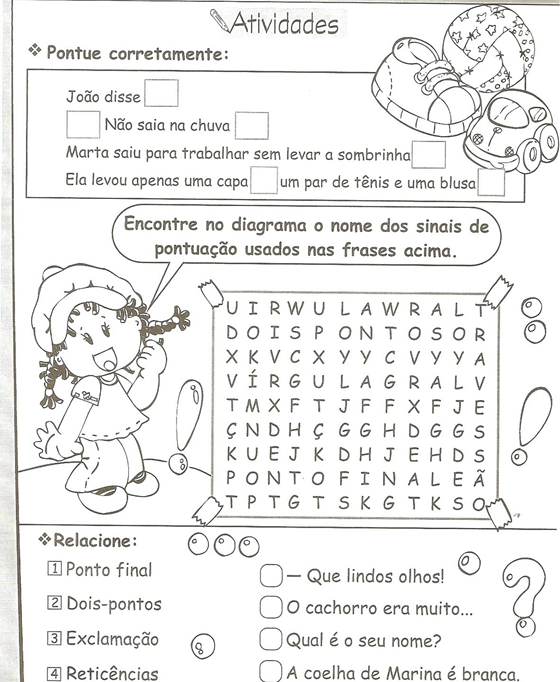 Atividades
❖ Pontue corretamente:
João disse
Não saia na chuva
Marta saiu para trabalhar sem levar a sombrinha
Ela levou apenas uma capa um par de tênis e uma blusa
Encontre no diagrama o nome dos sinais de
pontuação usados nas frases acima.
U I R W U L A W R A L T
D O I S P O N T O S O R
X K V C X Y Y C V Y Y A
V Í R G U L A G R A L V
T M X F T J F F X F J E
Ç N D H Ç G G H D G G S
K U E J K D H J E H D S
P O N T O F I N A L E Ã
T P T G T S K G T K S O
❖Relacione:
1 Ponto final
— Que lindos olhos!
2 Dois-pontos
O cachorro era muito...
3 Exclamação
Qual é o seu nome?
4 Reticências
A coelha de Marina é branca.